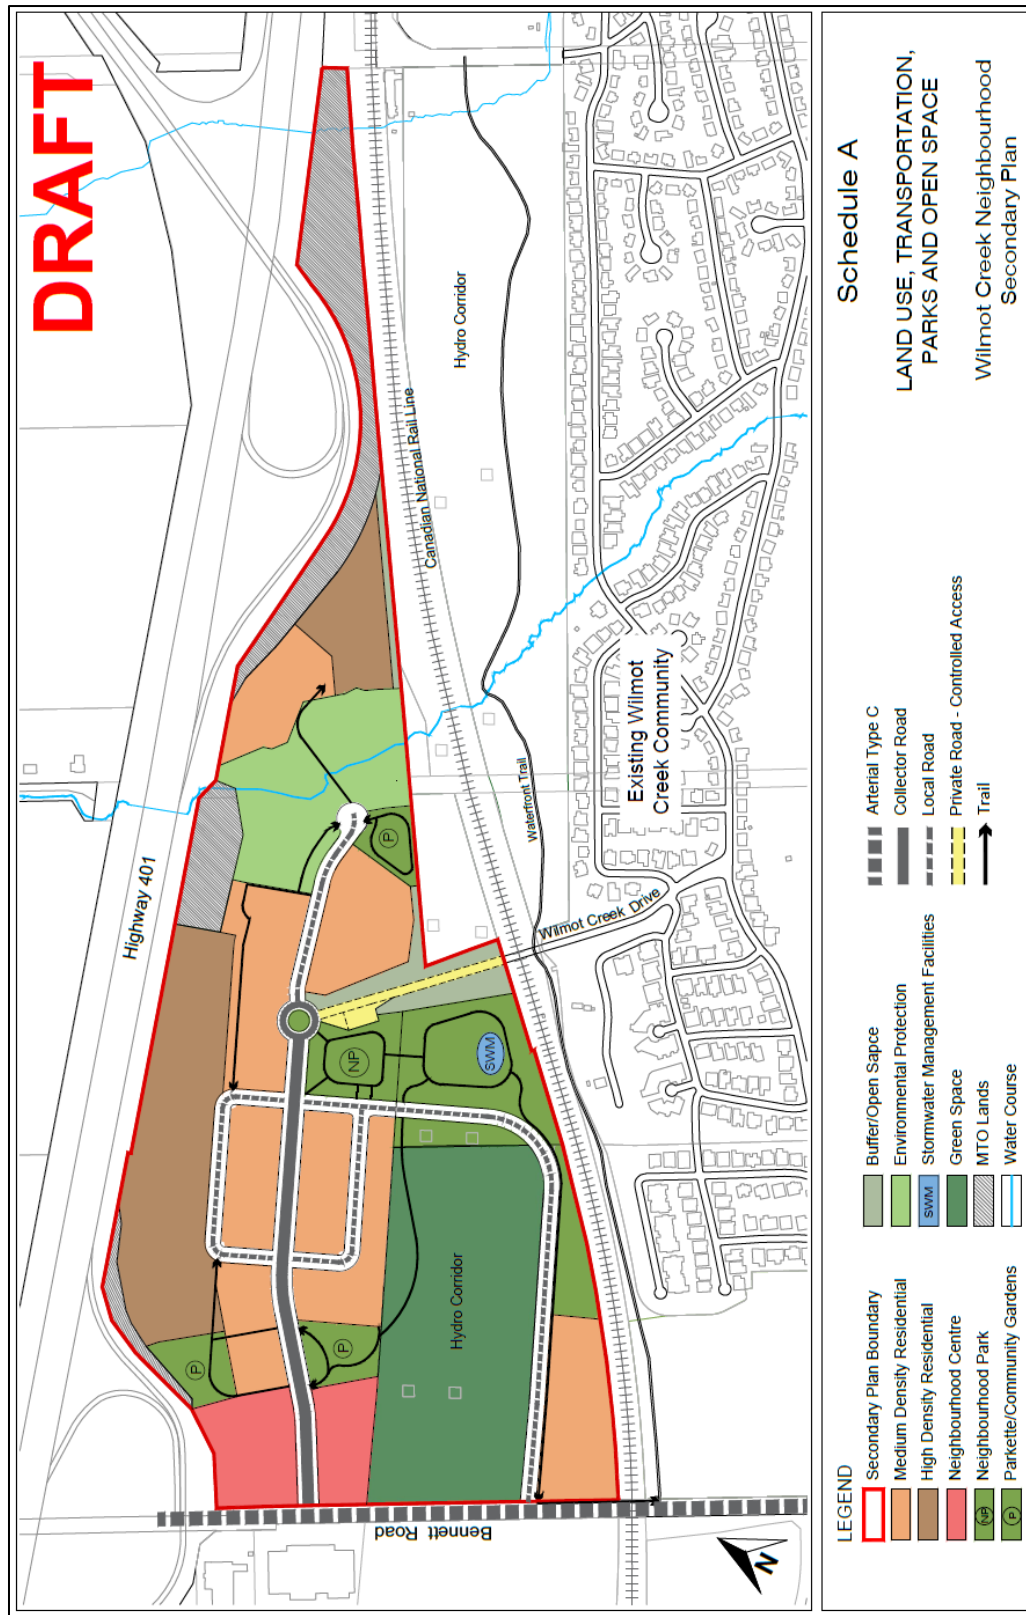 DRAFT
Highway 401
Canadian National Rail Line
Hydro Corridor
Waterfront Trail
Existing Wilmot
Creek Community
Wilmot Creek Drive
P
NP
SWM
P
P
Hydro Corridor
Bennett Road
N
Schedule A
LAND USE, TRANSPORTATION,
PARKS AND OPEN SPACE
Wilmot Creek Neighbourhood
Secondary Plan
LEGEND
Secondary Plan Boundary
Medium Density Residential
High Density Residential
Neighbourhood Centre
NP Neighbourhood Park
P Parkette/Community Gardens
Buffer/Open Sapce
Environmental Protection
SWM Stormwater Management Facilities
Green Space
MTO Lands
Water Course
Arterial Type C
Collector Road
Local Road
Private Road - Controlled Access
Trail